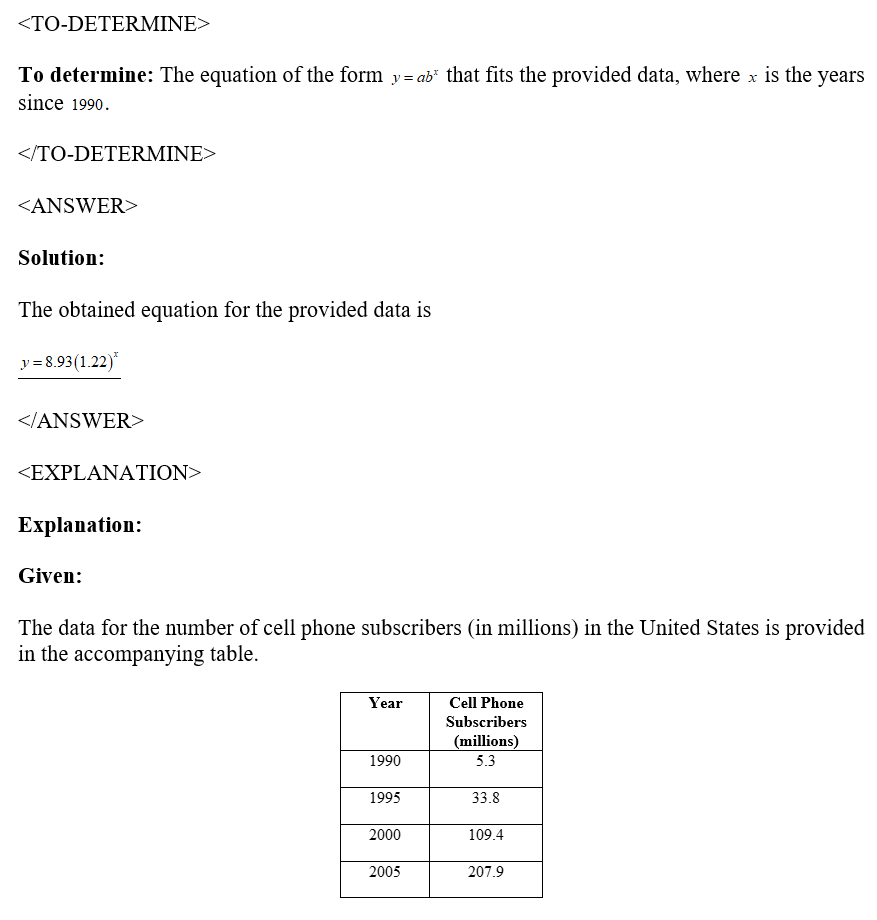 <TO-DETERMINE>
To determine: The equation of the form y = abˣ that fits the provided data, where x is the years
since 1990.
</TO-DETERMINE>
<ANSWER>
Solution:
The obtained equation for the provided data is
y = 8.93(1.22)ˣ
</ANSWER>
<EXPLANATION>
Explanation:
Given:
The data for the number of cell phone subscribers (in millions) in the United States is provided
in the accompanying table.
Year Cell Phone
Subscribers
(millions)
1990 5.3
1995 33.8
2000 109.4
2005 207.9